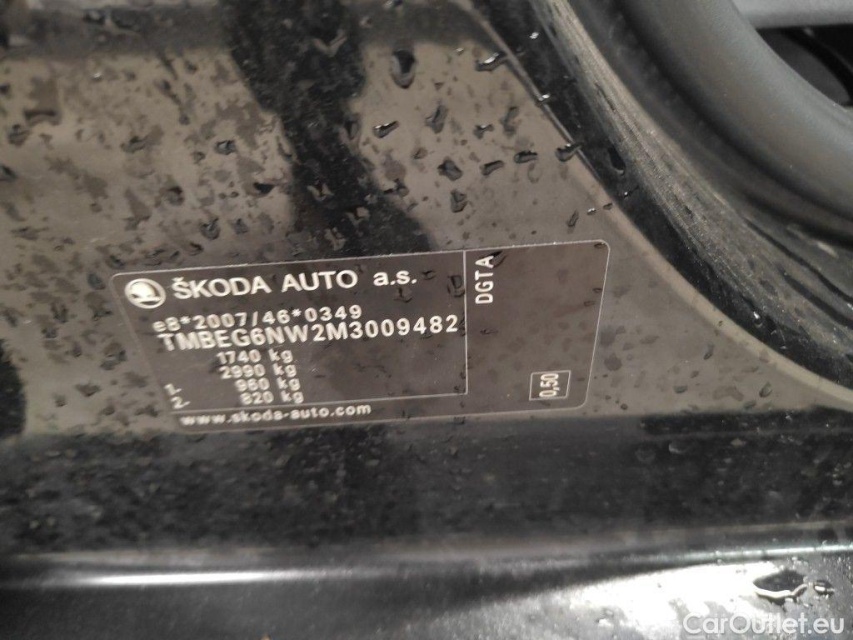 ŠKODA AUTO a.s.
e8*2007/46*0349
TMBEG6NW2M3009482
1740 kg
2990 kg
1. 960 kg
2. 820 kg
www.skoda-auto.com
DGTA
0,50
CarOutlet.eu